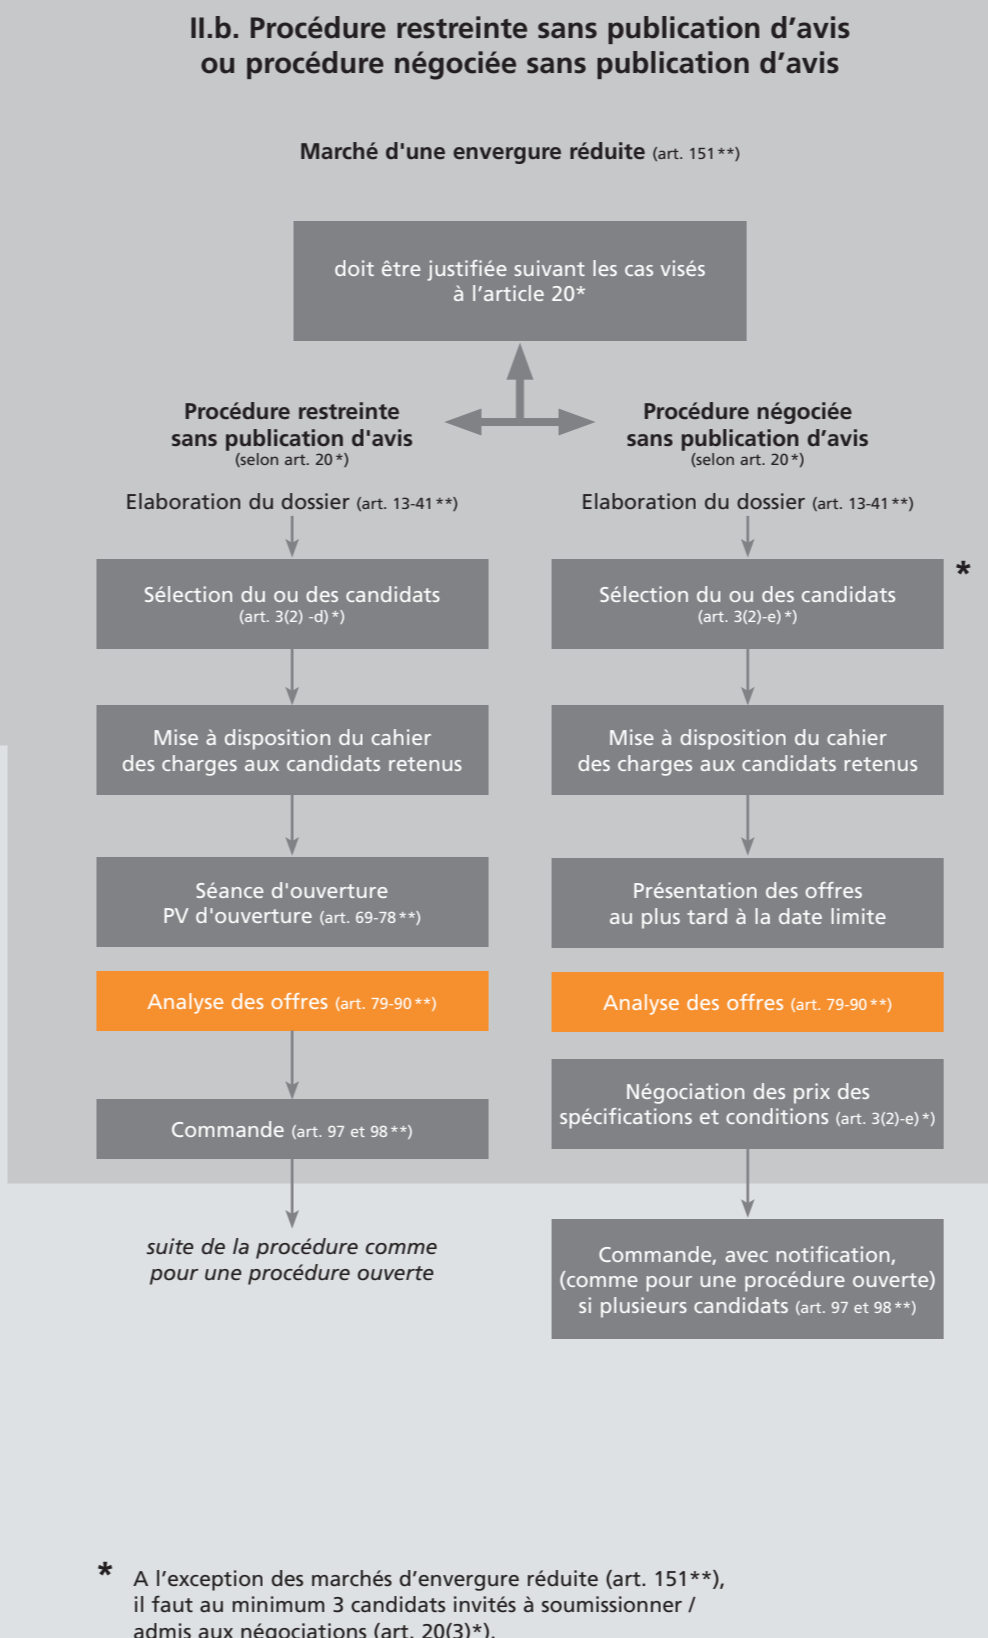 II.b. Procédure restreinte sans publication d’avis
ou procédure négociée sans publication d’avis
Marché d'une envergure réduite (art. 151**)
doit être justifiée suivant les cas visés
à l’article 20*
Procédure restreinte
sans publication d'avis
(selon art. 20*)
Elaboration du dossier (art. 13-41**)
Sélection du ou des candidats
(art. 3(2) -d)*)
Mise à disposition du cahier
des charges aux candidats retenus
Séance d'ouverture
PV d'ouverture (art. 69-78**)
Analyse des offres (art. 79-90**)
Commande (art. 97 et 98**)
suite de la procédure comme
pour une procédure ouverte
Procédure négociée
sans publication d’avis
(selon art. 20*)
Elaboration du dossier (art. 13-41**)
*
Sélection du ou des candidats
(art. 3(2)-e)*)
Mise à disposition du cahier
des charges aux candidats retenus
Présentation des offres
au plus tard à la date limite
Analyse des offres (art. 79-90**)
Négociation des prix des
spécifications et conditions (art. 3(2)-e)*)
Commande, avec notification,
(comme pour une procédure ouverte)
si plusieurs candidats (art. 97 et 98**)
* A l’exception des marchés d’envergure réduite (art. 151**),
il faut au minimum 3 candidats invités à soumissionner /
admis aux négociations (art. 20(3)*).